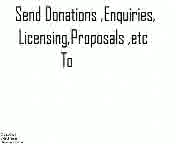 Send Donations ,Enquiries,
Licensing,Proposals ,etc
To